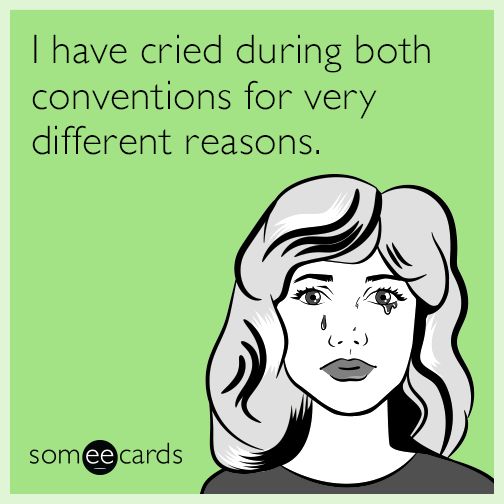 I have cried during both
conventions for very
different reasons.
someecards